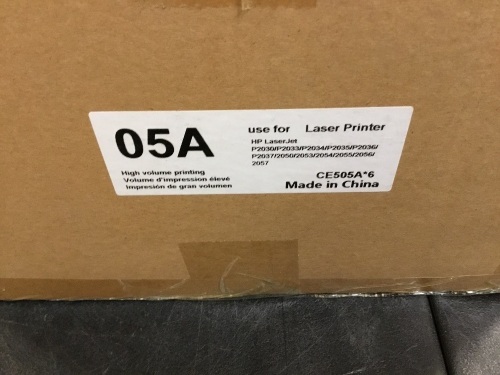 05A
High volume printing
Volume d'impression élevé
Impresión de gran volumen
use for Laser Printer
HP LaserJet
P2030/P2033/P2034/P2035/P2036/
P2037/2050/2053/2054/2055/2056/
2057
CE505A*6
Made in China